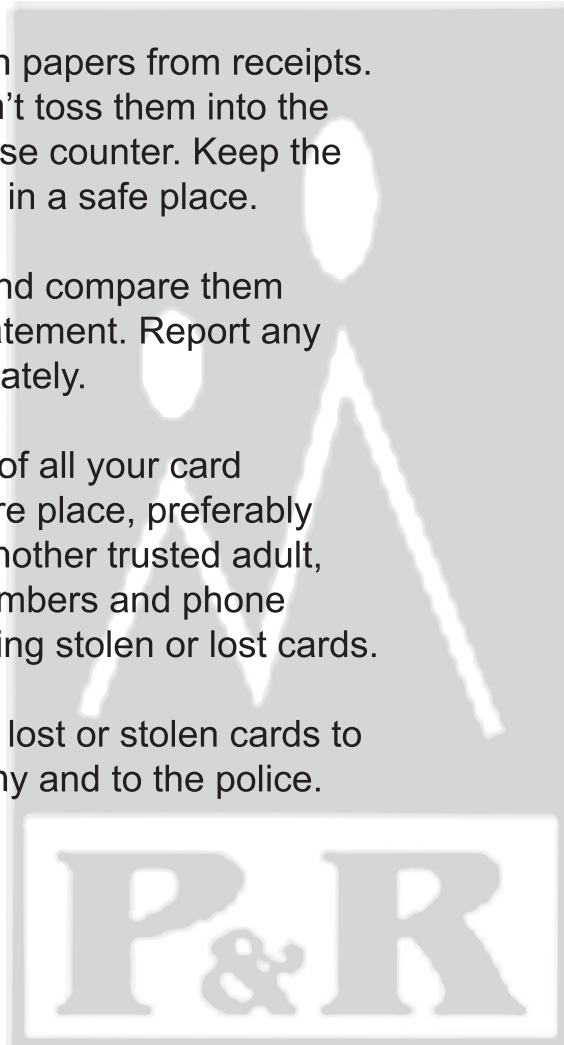 n papers from receipts.
’t toss them into the
se counter. Keep the
in a safe place.
nd compare them
atement. Report any
ately.
of all your card
re place, preferably
nother trusted adult,
mbers and phone
ing stolen or lost cards.
lost or stolen cards to
ny and to the police.
P&R